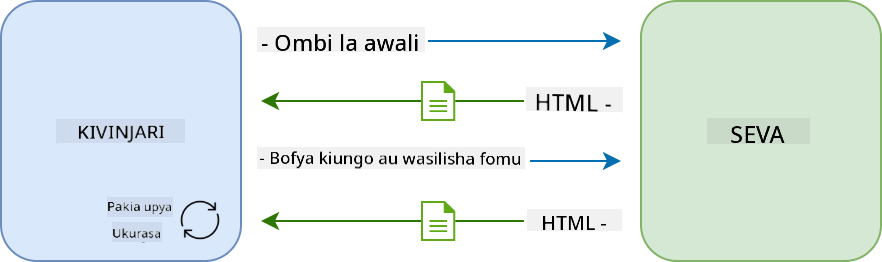 - Ombi la awali
HTML -
KIVINJARI
SEVA
- Bofya kiungo au wasilisha fomu
Pakia upya
Ukurasa
HTML -